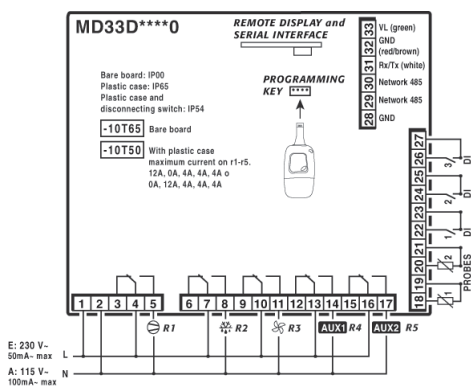 MD33D****0
REMOTE DISPLAY and
SERIAL INTERFACE
33 VL (green)
32 GND
(red/brown)
31 Rx/Tx (white)
30 Network 485
29 Network 485
28 GND
Bare board: IP00
Plastic case: IP65
Plastic case and
disconnecting switch: IP54
PROGRAMMING
KEY
-10T65 Bare board
-10T50 With plastic case
maximum current on r1-r5.
12A, 0A, 4A, 4A, 4A o
0A, 12A, 4A, 4A, 4A
27
26 3 DI
25
24 2 DI
23
22 1 DI
21
20 2
19
18 1
PROBES
1 2 3 4 5 6 7 8 9 10 11 12 13 14 15 16 17
R1 R2 R3 AUX1 R4 AUX2 R5
E: 230 V~
50mA~ max L
A: 115 V~ N
100mA~ max